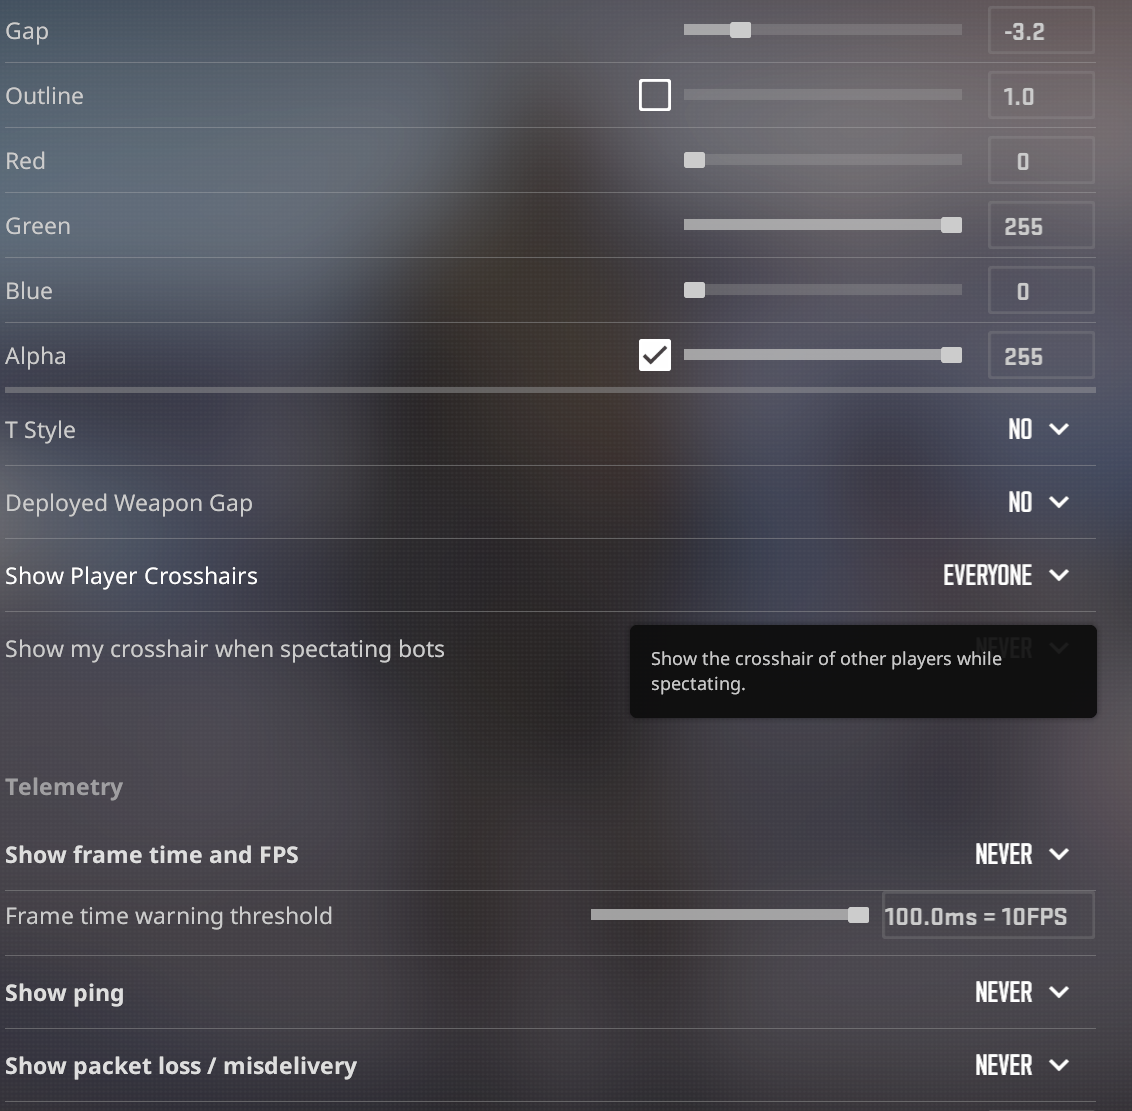 Gap -3.2
Outline 1.0
Red 0
Green 255
Blue 0
Alpha 255
T Style NO
Deployed Weapon Gap NO
Show Player Crosshairs EVERYONE
Show my crosshair when spectating bots NEVER
Show the crosshair of other players while
spectating.
Telemetry
Show frame time and FPS NEVER
Frame time warning threshold 100.0ms = 10FPS
Show ping NEVER
Show packet loss / misdelivery NEVER